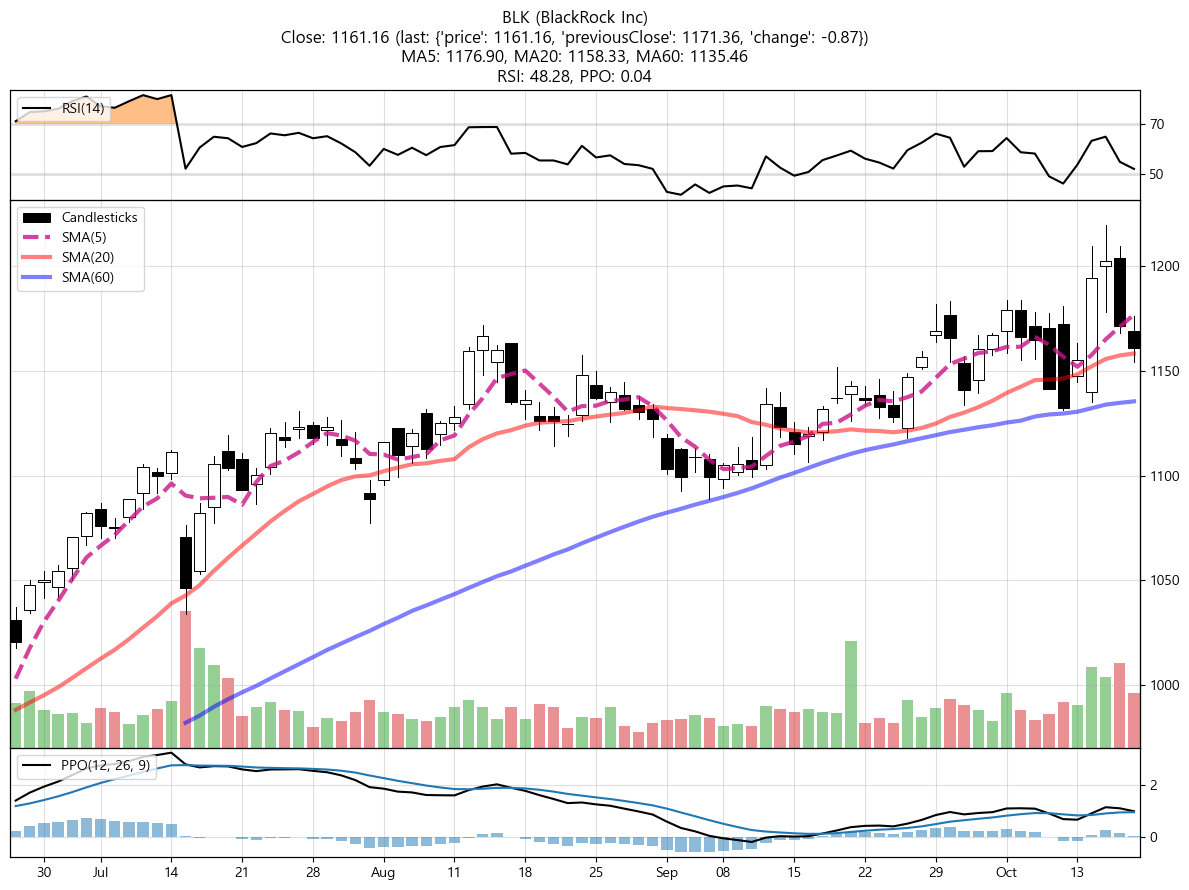 BLK (BlackRock Inc)
Close: 1161.16 (last: {'price': 1161.16, 'previousClose': 1171.36, 'change': -0.87})
MA5: 1176.90, MA20: 1158.33, MA60: 1135.46
RSI: 48.28, PPO: 0.04
RSI(14)
70
50
Candlesticks
SMA(5)
SMA(20)
SMA(60)
1200
1150
1100
1050
1000
PPO(12, 26, 9)
2
0
30 Jul 14 21 28 Aug 11 18 25 Sep 08 15 22 29 Oct 13